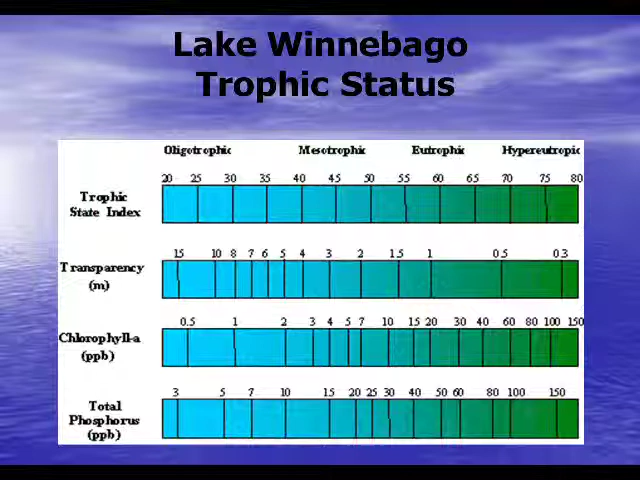 Lake Winnebago
Trophic Status
Oligotrophic Mesotrophic Eutrophic Hypereutropic
20 25 30 35 40 45 50 55 60 65 70 75 80
Trophic
State Index
15 10 8 7 6 5 4 3 2 1.5 1 0.5 0.3
Transparency
(m)
0.5 1 2 3 4 5 7 10 15 20 30 40 60 80 100 150
Chlorophyll-a
(ppb)
3 5 7 10 15 20 25 30 40 50 60 80 100 150
Total
Phosphorus
(ppb)